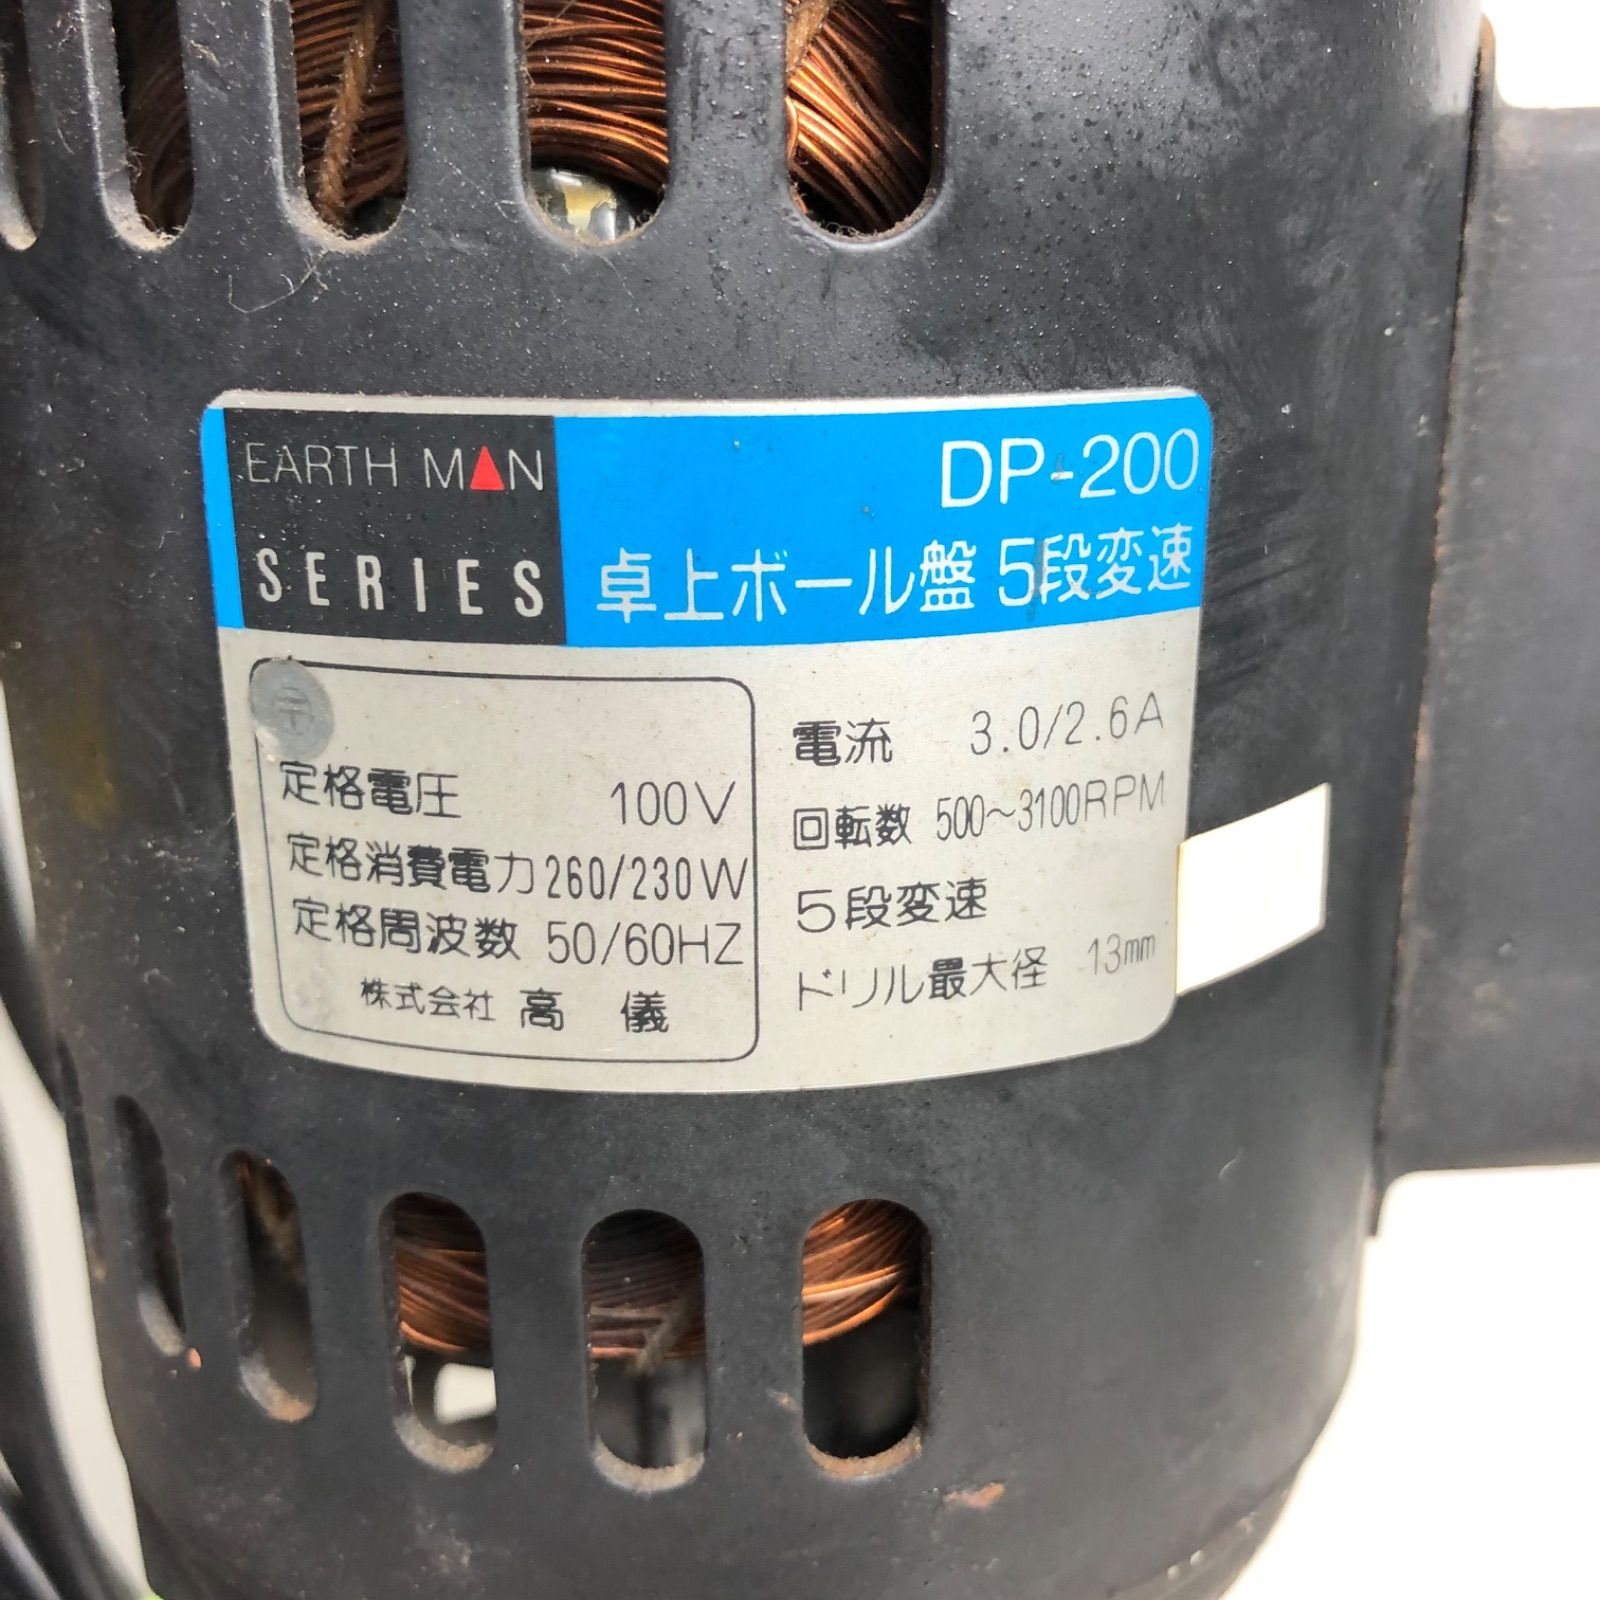 EARTH MAN
SERIES
DP-200
卓上ボール盤 5段変速
〒
定格電圧 100V
定格消費電力 260/230W
定格周波数 50/60HZ
株式会社 高儀
電流 3.0/2.6A
回転数 500～3100RPM
5段変速
ドリル最大径 13mm